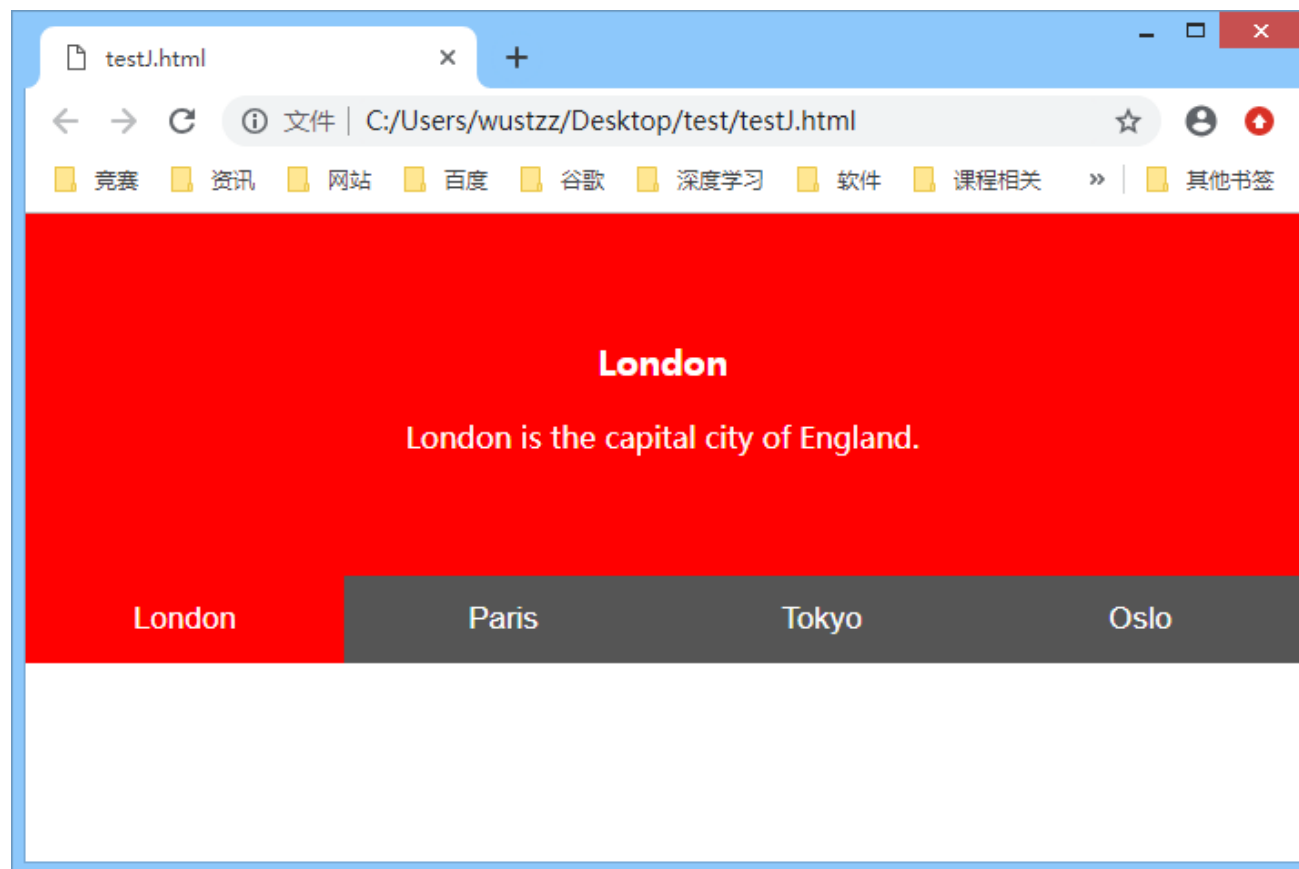 testJ.html
文件 C:/Users/wustzz/Desktop/test/testJ.html
竞赛 资讯 网站 百度 谷歌 深度学习 软件 课程相关 » 其他书签
London
London is the capital city of England.
London Paris Tokyo Oslo